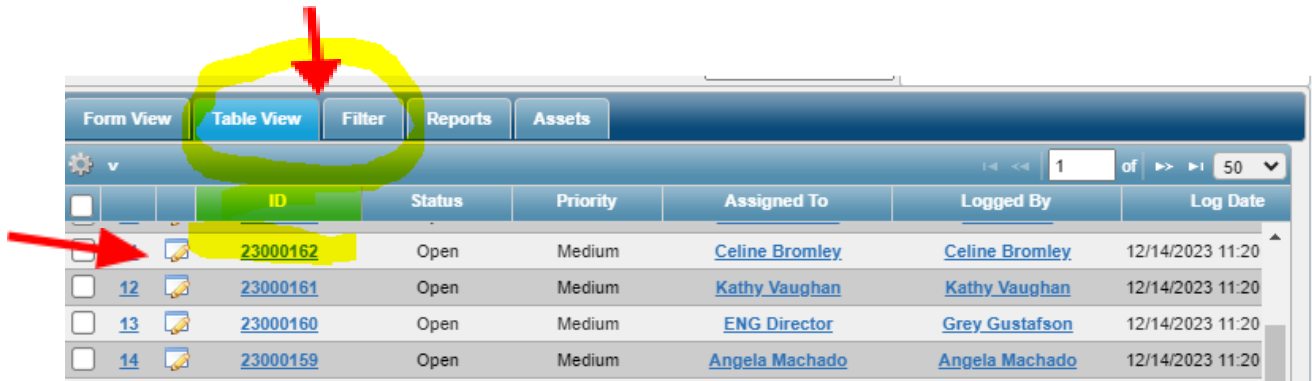 Form View Table View Filter Reports Assets
v 1 of 50
ID Status Priority Assigned To Logged By Log Date
23000162 Open Medium Celine Bromley Celine Bromley 12/14/2023 11:20
12 23000161 Open Medium Kathy Vaughan Kathy Vaughan 12/14/2023 11:20
13 23000160 Open Medium ENG Director Grey Gustafson 12/14/2023 11:20
14 23000159 Open Medium Angela Machado Angela Machado 12/14/2023 11:20